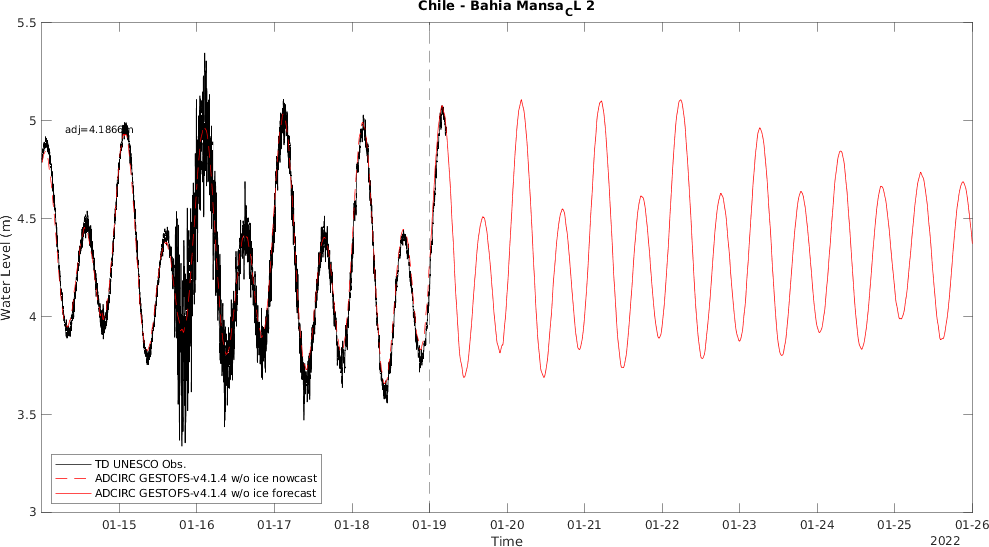 Chile - Bahia Mansa_CL 2
5.5
5
4.5
4
3.5
3
Water Level (m)
adj=4.1866m
TD UNESCO Obs.
ADCIRC GESTOFS-v4.1.4 w/o ice nowcast
ADCIRC GESTOFS-v4.1.4 w/o ice forecast
01-15 01-16 01-17 01-18 01-19 01-20 01-21 01-22 01-23 01-24 01-25 01-26
Time
2022